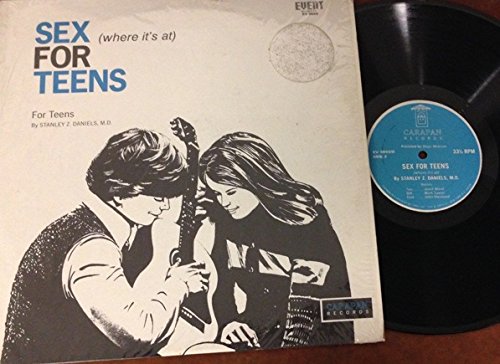 EVENT
SEX (where it's at)
FOR
TEENS
For Teens
By STANLEY Z. DANIELS, M.D.
CARAPAN
RECORDS
CARAPAN
RECORDS
33⅓ RPM
SEX FOR TEENS
(where it's at)
By STANLEY Z. DANIELS, M.D.